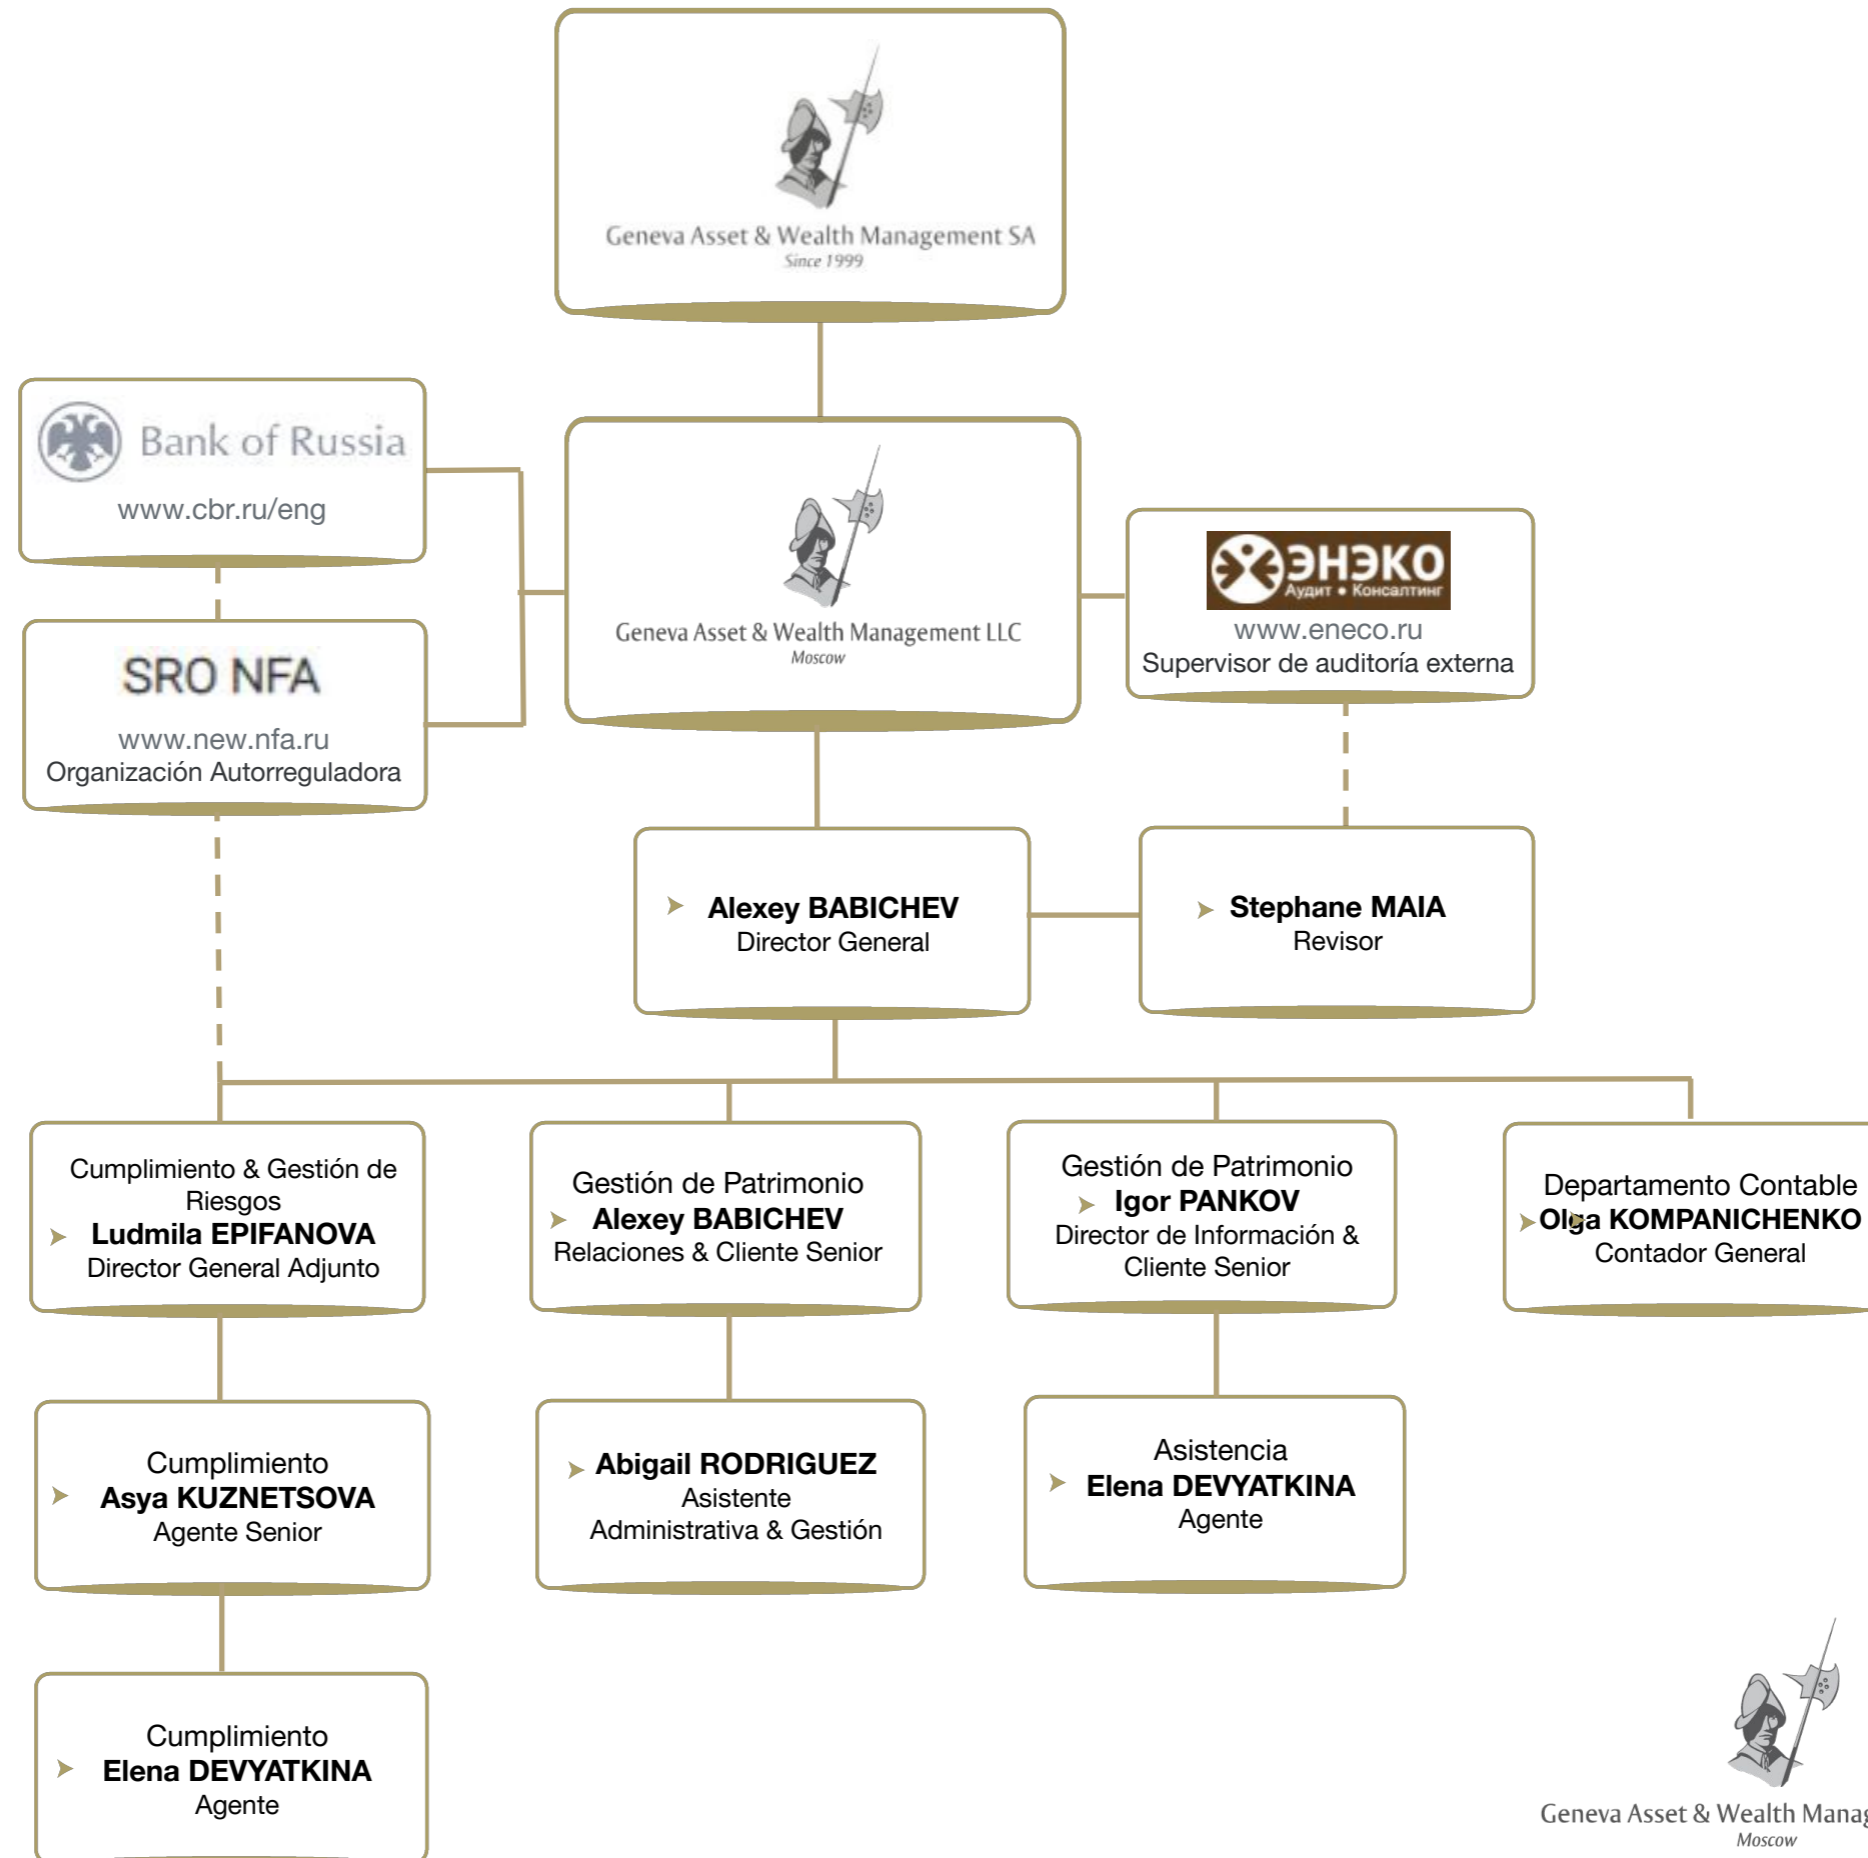 Geneva Asset & Wealth Management SA
Since 1999
Bank of Russia
www.cbr.ru/eng
Geneva Asset & Wealth Management LLC
Moscow
ЭНЭКО
Аудит • Консалтинг
www.eneco.ru
Supervisor de auditoría externa
SRO NFA
www.new.nfa.ru
Organización Autorreguladora
Alexey BABICHEV
Director General
Stephane MAIA
Revisor
Cumplimiento & Gestión de
Riesgos
Ludmila EPIFANOVA
Director General Adjunto
Gestión de Patrimonio
Alexey BABICHEV
Relaciones & Cliente Senior
Gestión de Patrimonio
Igor PANKOV
Director de Información &
Cliente Senior
Departamento Contable
Olga KOMPANICHENKO
Contador General
Cumplimiento
Asya KUZNETSOVA
Agente Senior
Abigail RODRIGUEZ
Asistente
Administrativa & Gestión
Asistencia
Elena DEVYATKINA
Agente
Cumplimiento
Elena DEVYATKINA
Agente
Geneva Asset & Wealth Manag
Moscow